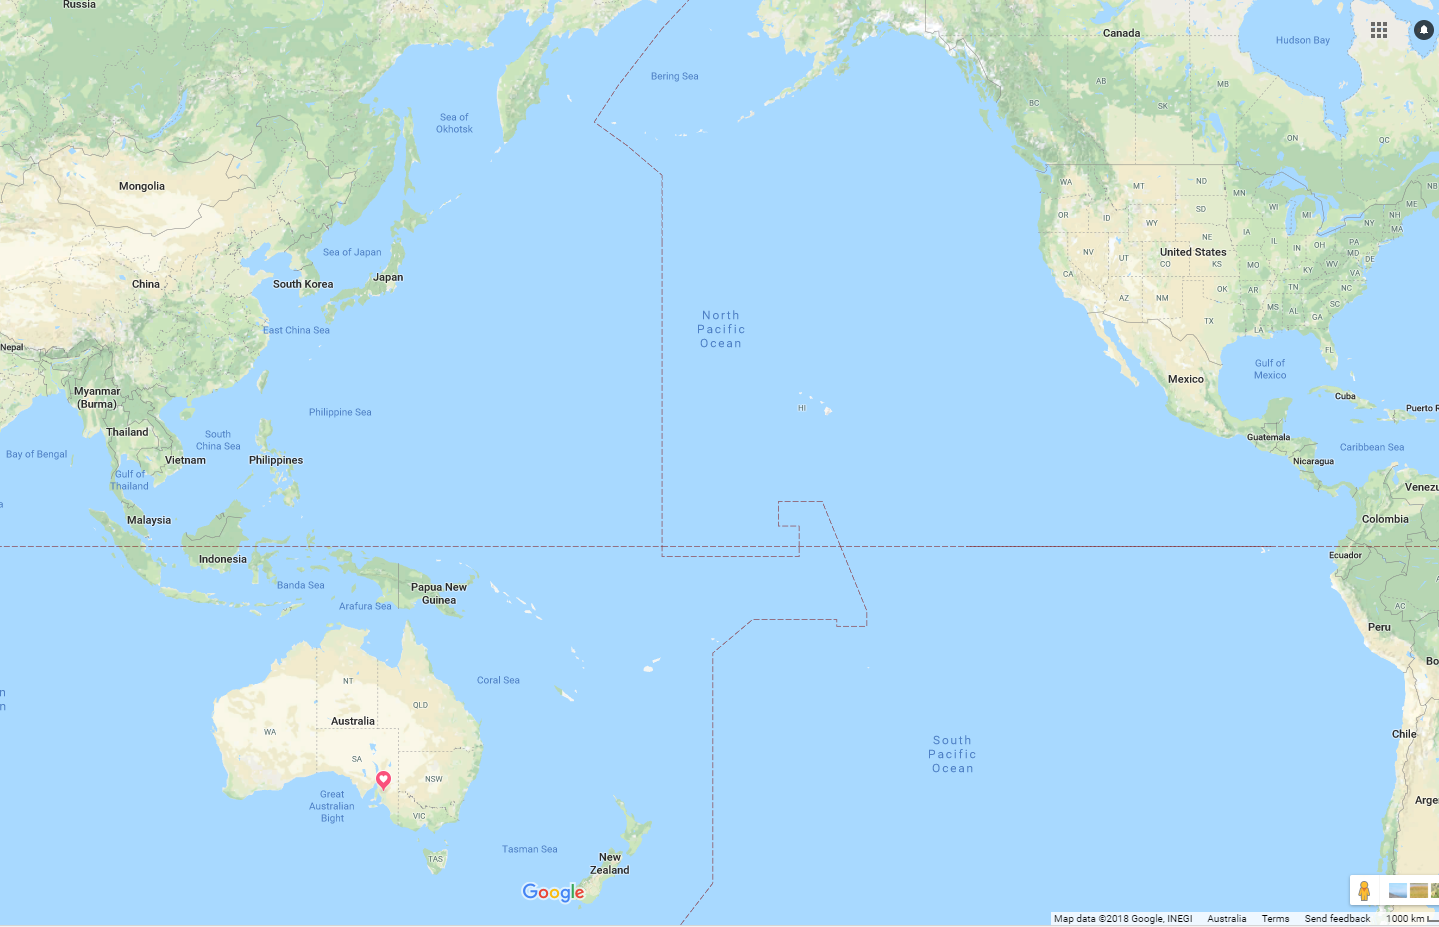 Russia
Canada
Hudson Bay
Bering Sea
AB
MB
BC
SK
Sea of
Okhotsk
ON
QC
Mongolia
WA
MT
ND
MN
NB
OR
ID
SD
WI
MI
ME
WY
NY
NH
MA
Sea of Japan
NV
UT
United States
CO
NE
KS
IA
IL
IN
OH
PA
MD
DE
WV
VA
KY
MO
Japan
South Korea
China
CA
AZ
NM
OK
AR
TN
NC
MS
AL
SC
GA
TX
LA
FL
North
Pacific
Ocean
East China Sea
Nepal
Gulf of
Mexico
Mexico
Myanmar
(Burma)
Cuba
Puerto R
HI
Philippine Sea
Thailand
South
China Sea
Guatemala
Caribbean Sea
Bay of Bengal
Vietnam
Philippines
Nicaragua
Gulf of
Thailand
Venezu
a
Malaysia
Colombia
Indonesia
Ecuador
Banda Sea
Papua New
Guinea
Arafura Sea
AC
Peru
Bo
Coral Sea
NT
n
n
QLD
Australia
WA
Chile
South
Pacific
Ocean
SA
NSW
Great
Australian
Bight
VIC
Arge
Tasman Sea
TAS
New
Zealand
Google
Map data ©2018 Google, INEGI Australia Terms Send feedback 1000 km